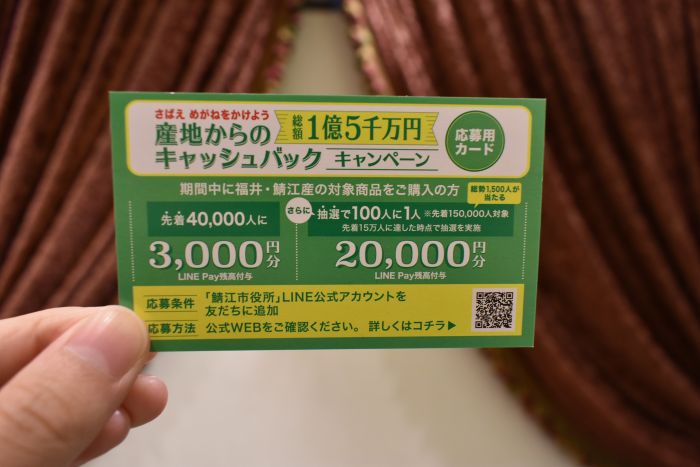 さばえ めがねをかけよう
産地からの
キャッシュバック キャンペーン
総額 1億5千万円
応募用
カード
期間中に福井・鯖江産の対象商品をご購入の方
総勢1,500人が
当たる
先着40,000人に
3,000円分
LINE Pay残高付与
さらに
抽選で100人に1人 ※先着150,000人対象
先着15万人に達した時点で抽選を実施
20,000円分
LINE Pay残高付与
応募条件 「鯖江市役所」LINE公式アカウントを
友だちに追加
応募方法 公式WEBをご確認ください。 詳しくはコチラ▶